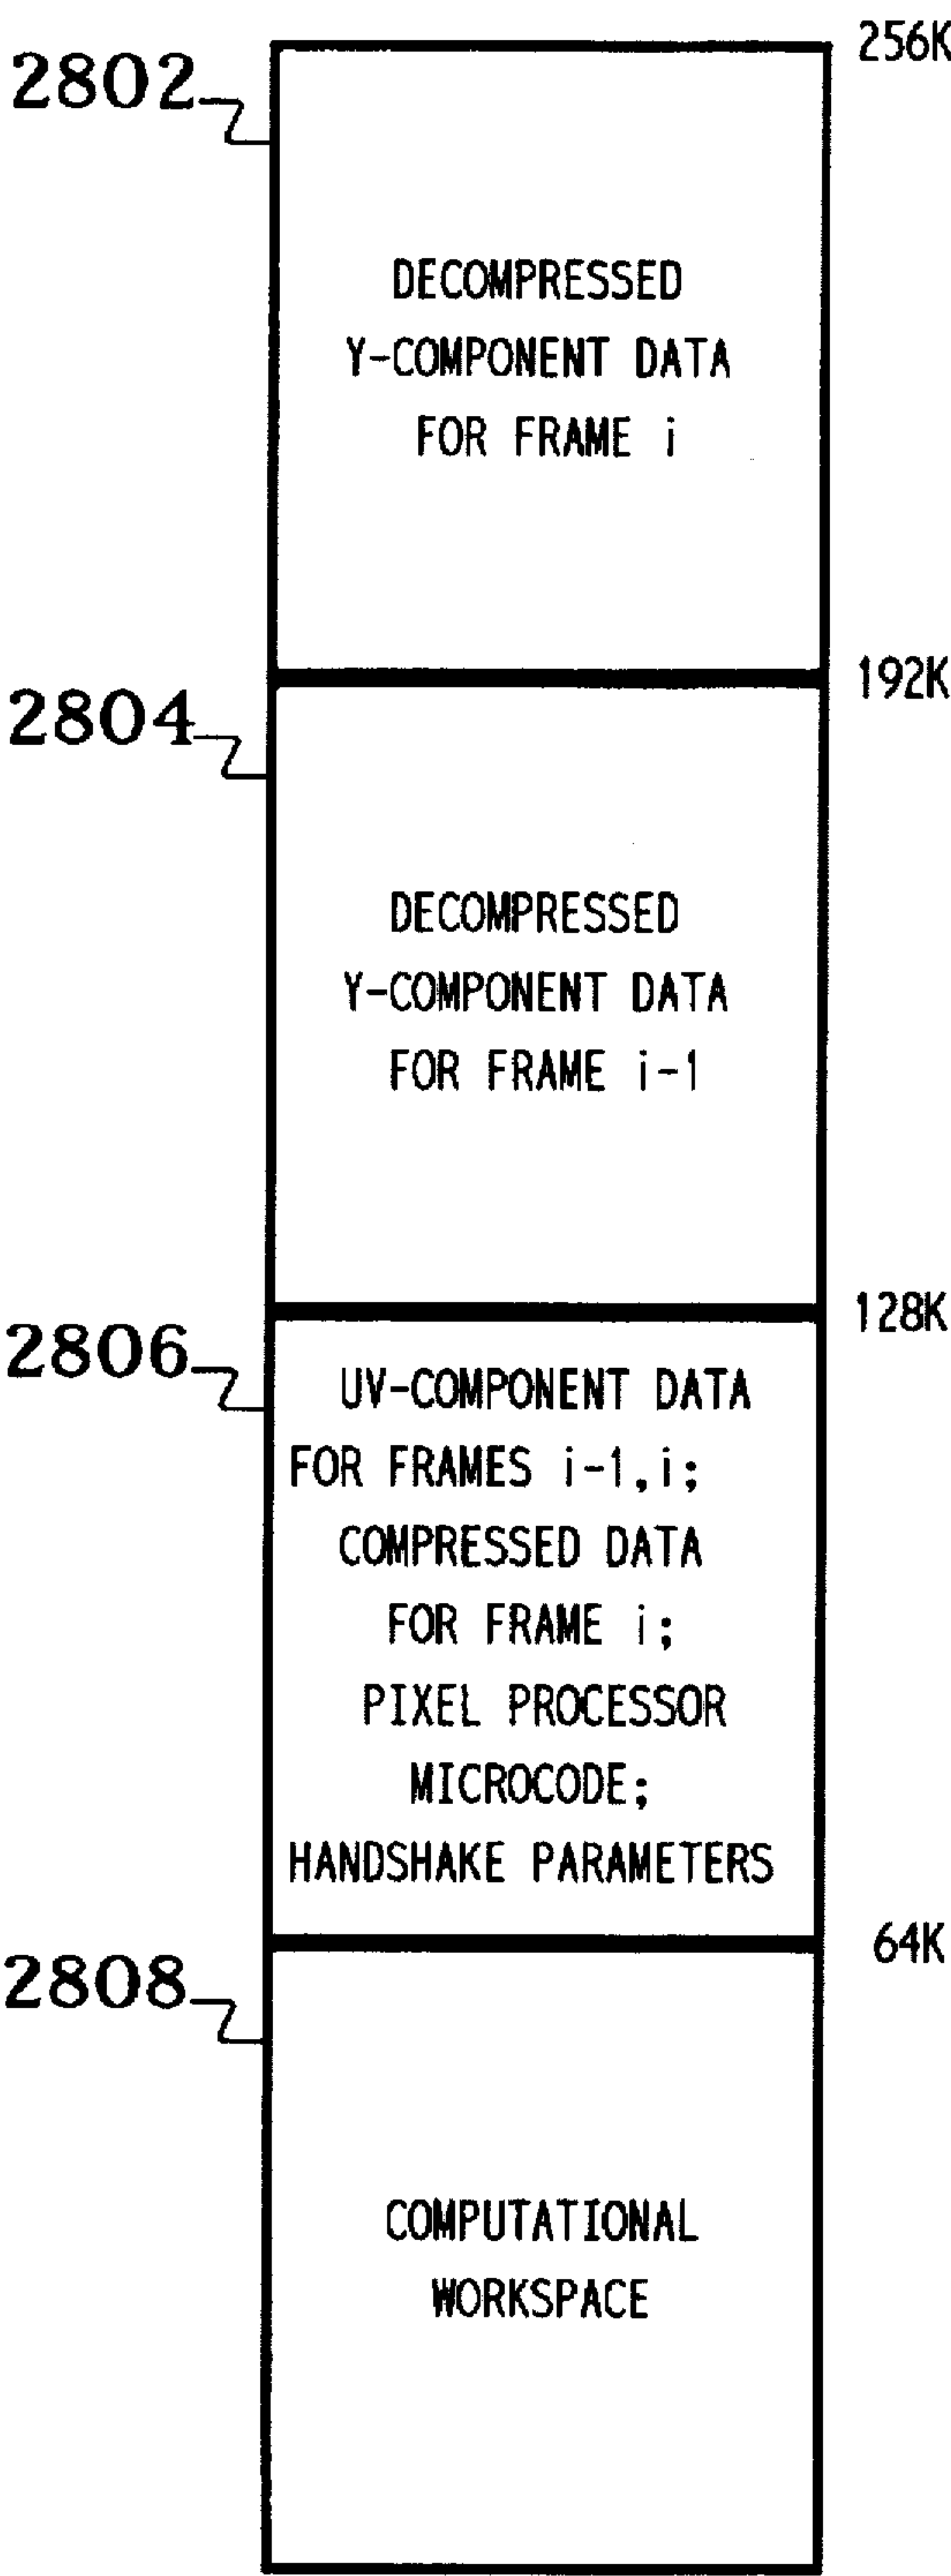 256K
2802
DECOMPRESSED
Y-COMPONENT DATA
FOR FRAME i
192K
2804
DECOMPRESSED
Y-COMPONENT DATA
FOR FRAME i-1
128K
2806
UV-COMPONENT DATA
FOR FRAMES i-1,i;
COMPRESSED DATA
FOR FRAME i;
PIXEL PROCESSOR
MICROCODE;
HANDSHAKE PARAMETERS
64K
2808
COMPUTATIONAL
WORKSPACE